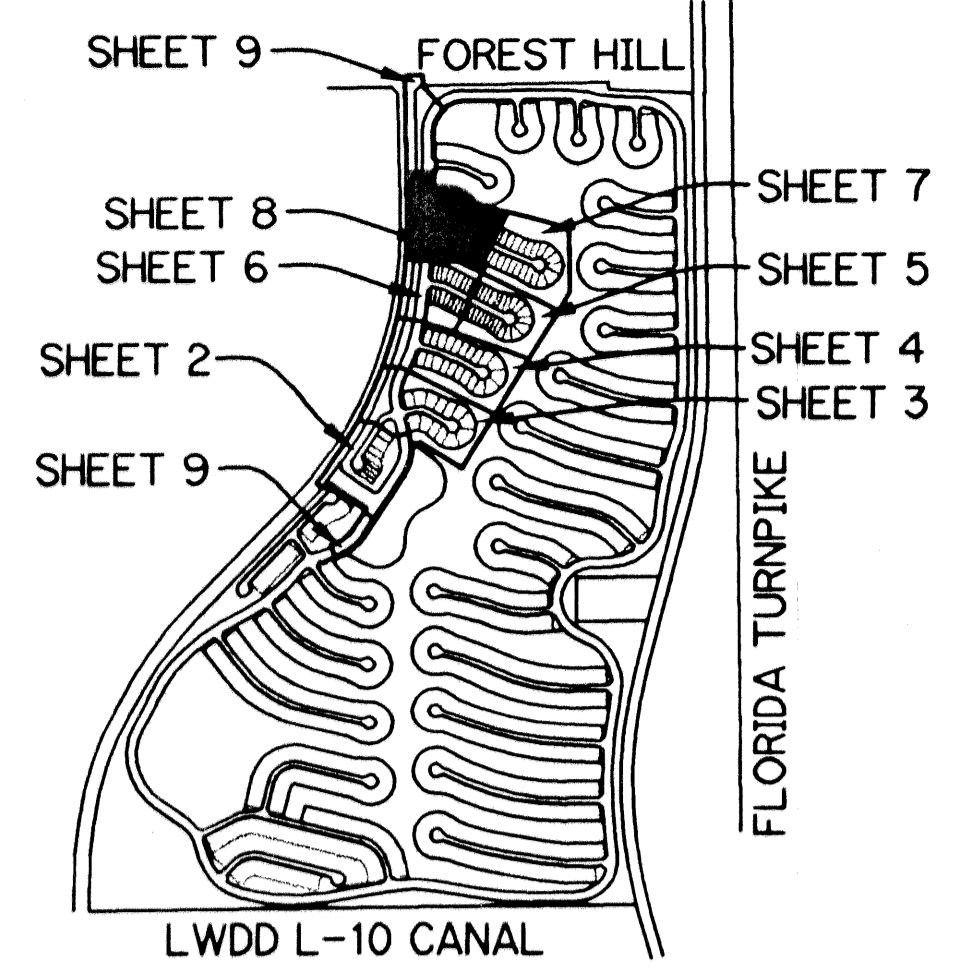 SHEET 9
FOREST HILL
SHEET 7
SHEET 8
SHEET 6
SHEET 5
SHEET 2
SHEET 4
SHEET 3
SHEET 9
FLORIDA TURNPIKE
LWDD L-10 CANAL